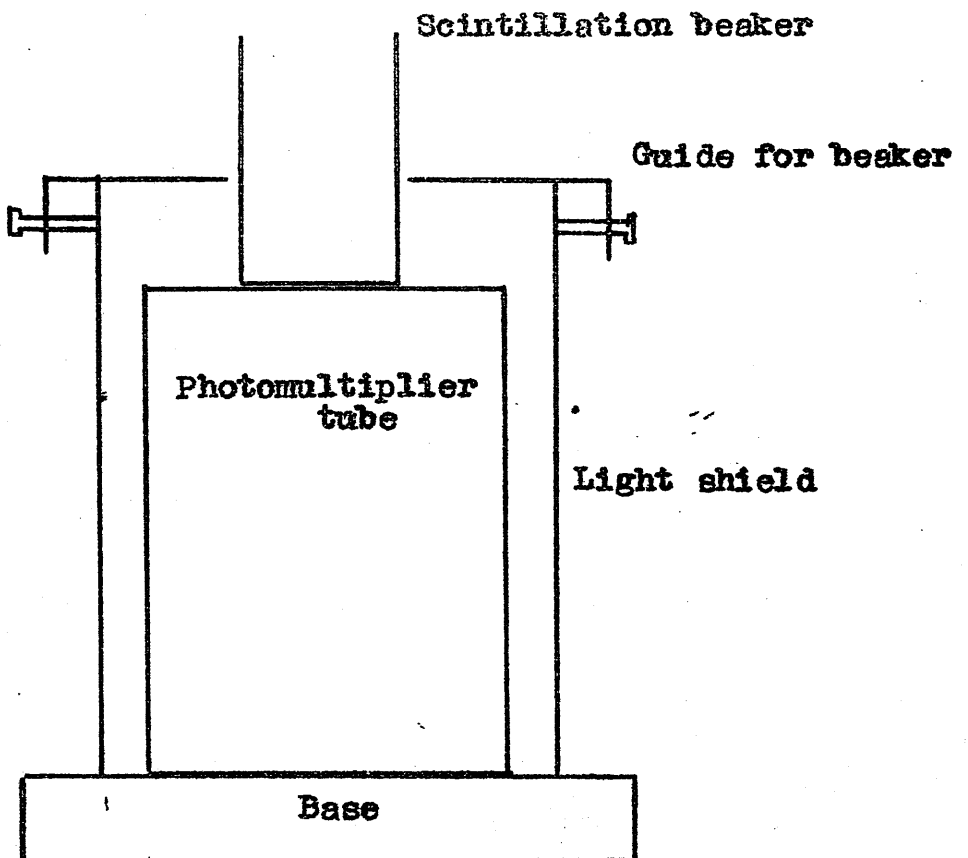 Scintillation beaker
Guide for beaker
Photomultiplier
tube
Light shield
Base